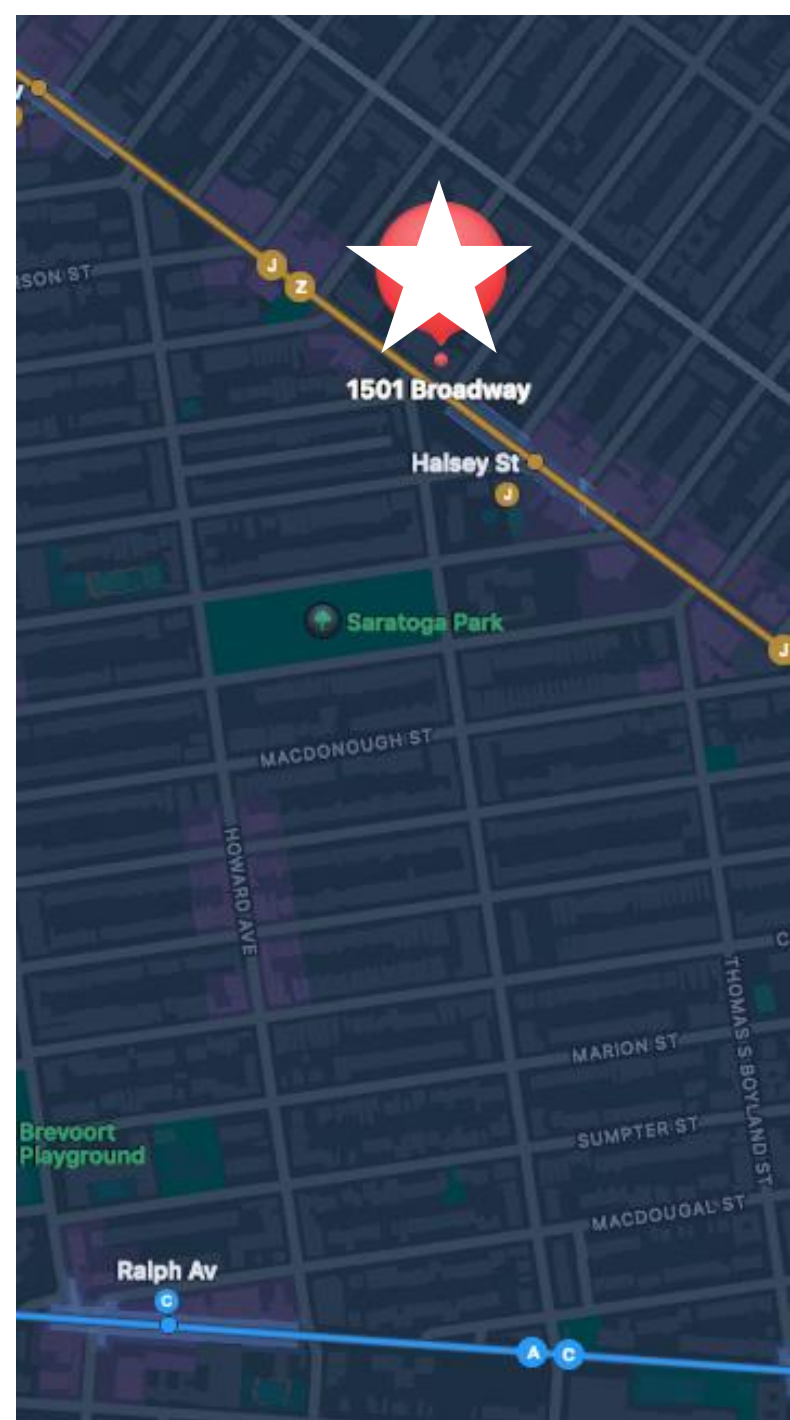 v
J
Z
ISON ST
1501 Broadway
Halsey St
J
Saratoga Park
J
MACDONOUGH ST
HOWARD AVE
C
THOMAS S BOYLAND ST
MARION ST
Brevoort
Playground
SUMPTER ST
MACDOUGAL ST
Ralph Av
C
A
C